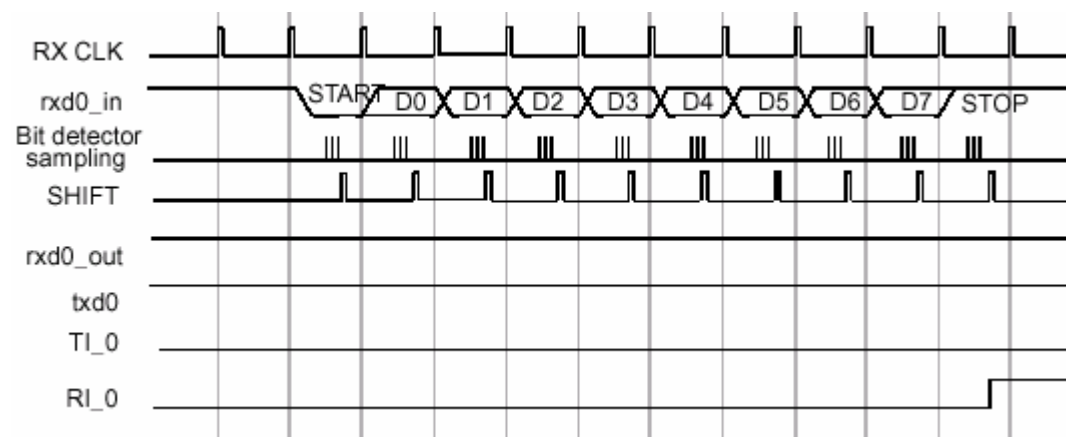 RX CLK
rxd0_in START D0 D1 D2 D3 D4 D5 D6 D7 STOP
Bit detector
sampling
SHIFT
rxd0_out
txd0
TI_0
RI_0